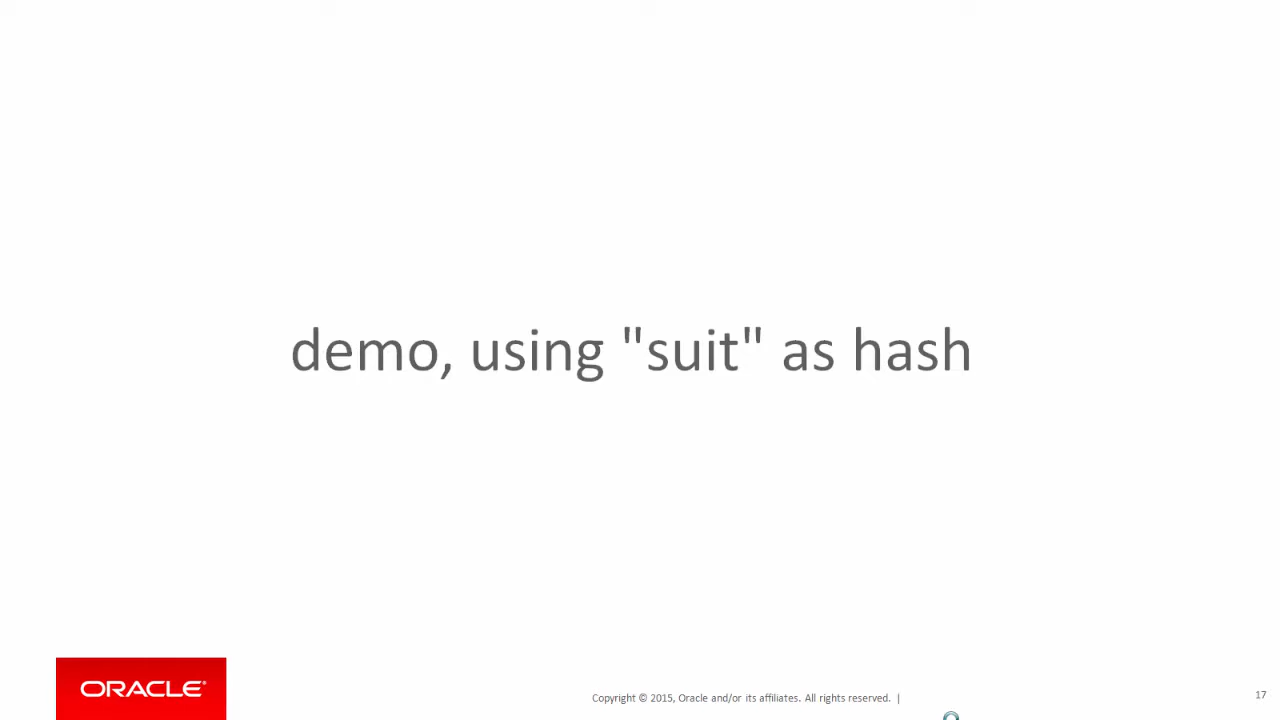 demo, using "suit" as hash
ORACLE®
Copyright © 2015, Oracle and/or its affiliates. All rights reserved. |
17